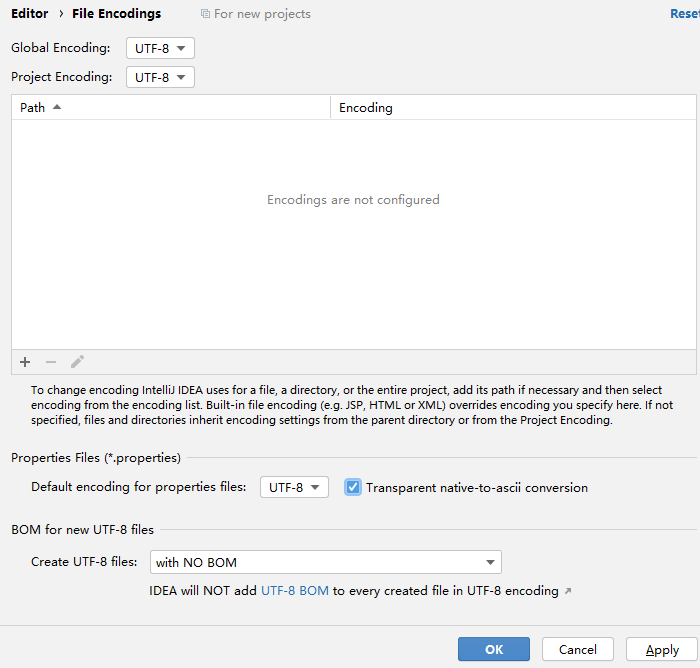 Editor › File Encodings For new projects Reset
Global Encoding: UTF-8
Project Encoding: UTF-8
Path Encoding
Encodings are not configured
To change encoding IntelliJ IDEA uses for a file, a directory, or the entire project, add its path if necessary and then select
encoding from the encoding list. Built-in file encoding (e.g. JSP, HTML or XML) overrides encoding you specify here. If not
specified, files and directories inherit encoding settings from the parent directory or from the Project Encoding.
Properties Files (*.properties)
Default encoding for properties files: UTF-8 Transparent native-to-ascii conversion
BOM for new UTF-8 files
Create UTF-8 files: with NO BOM
IDEA will NOT add UTF-8 BOM to every created file in UTF-8 encoding ↗
OK Cancel Apply